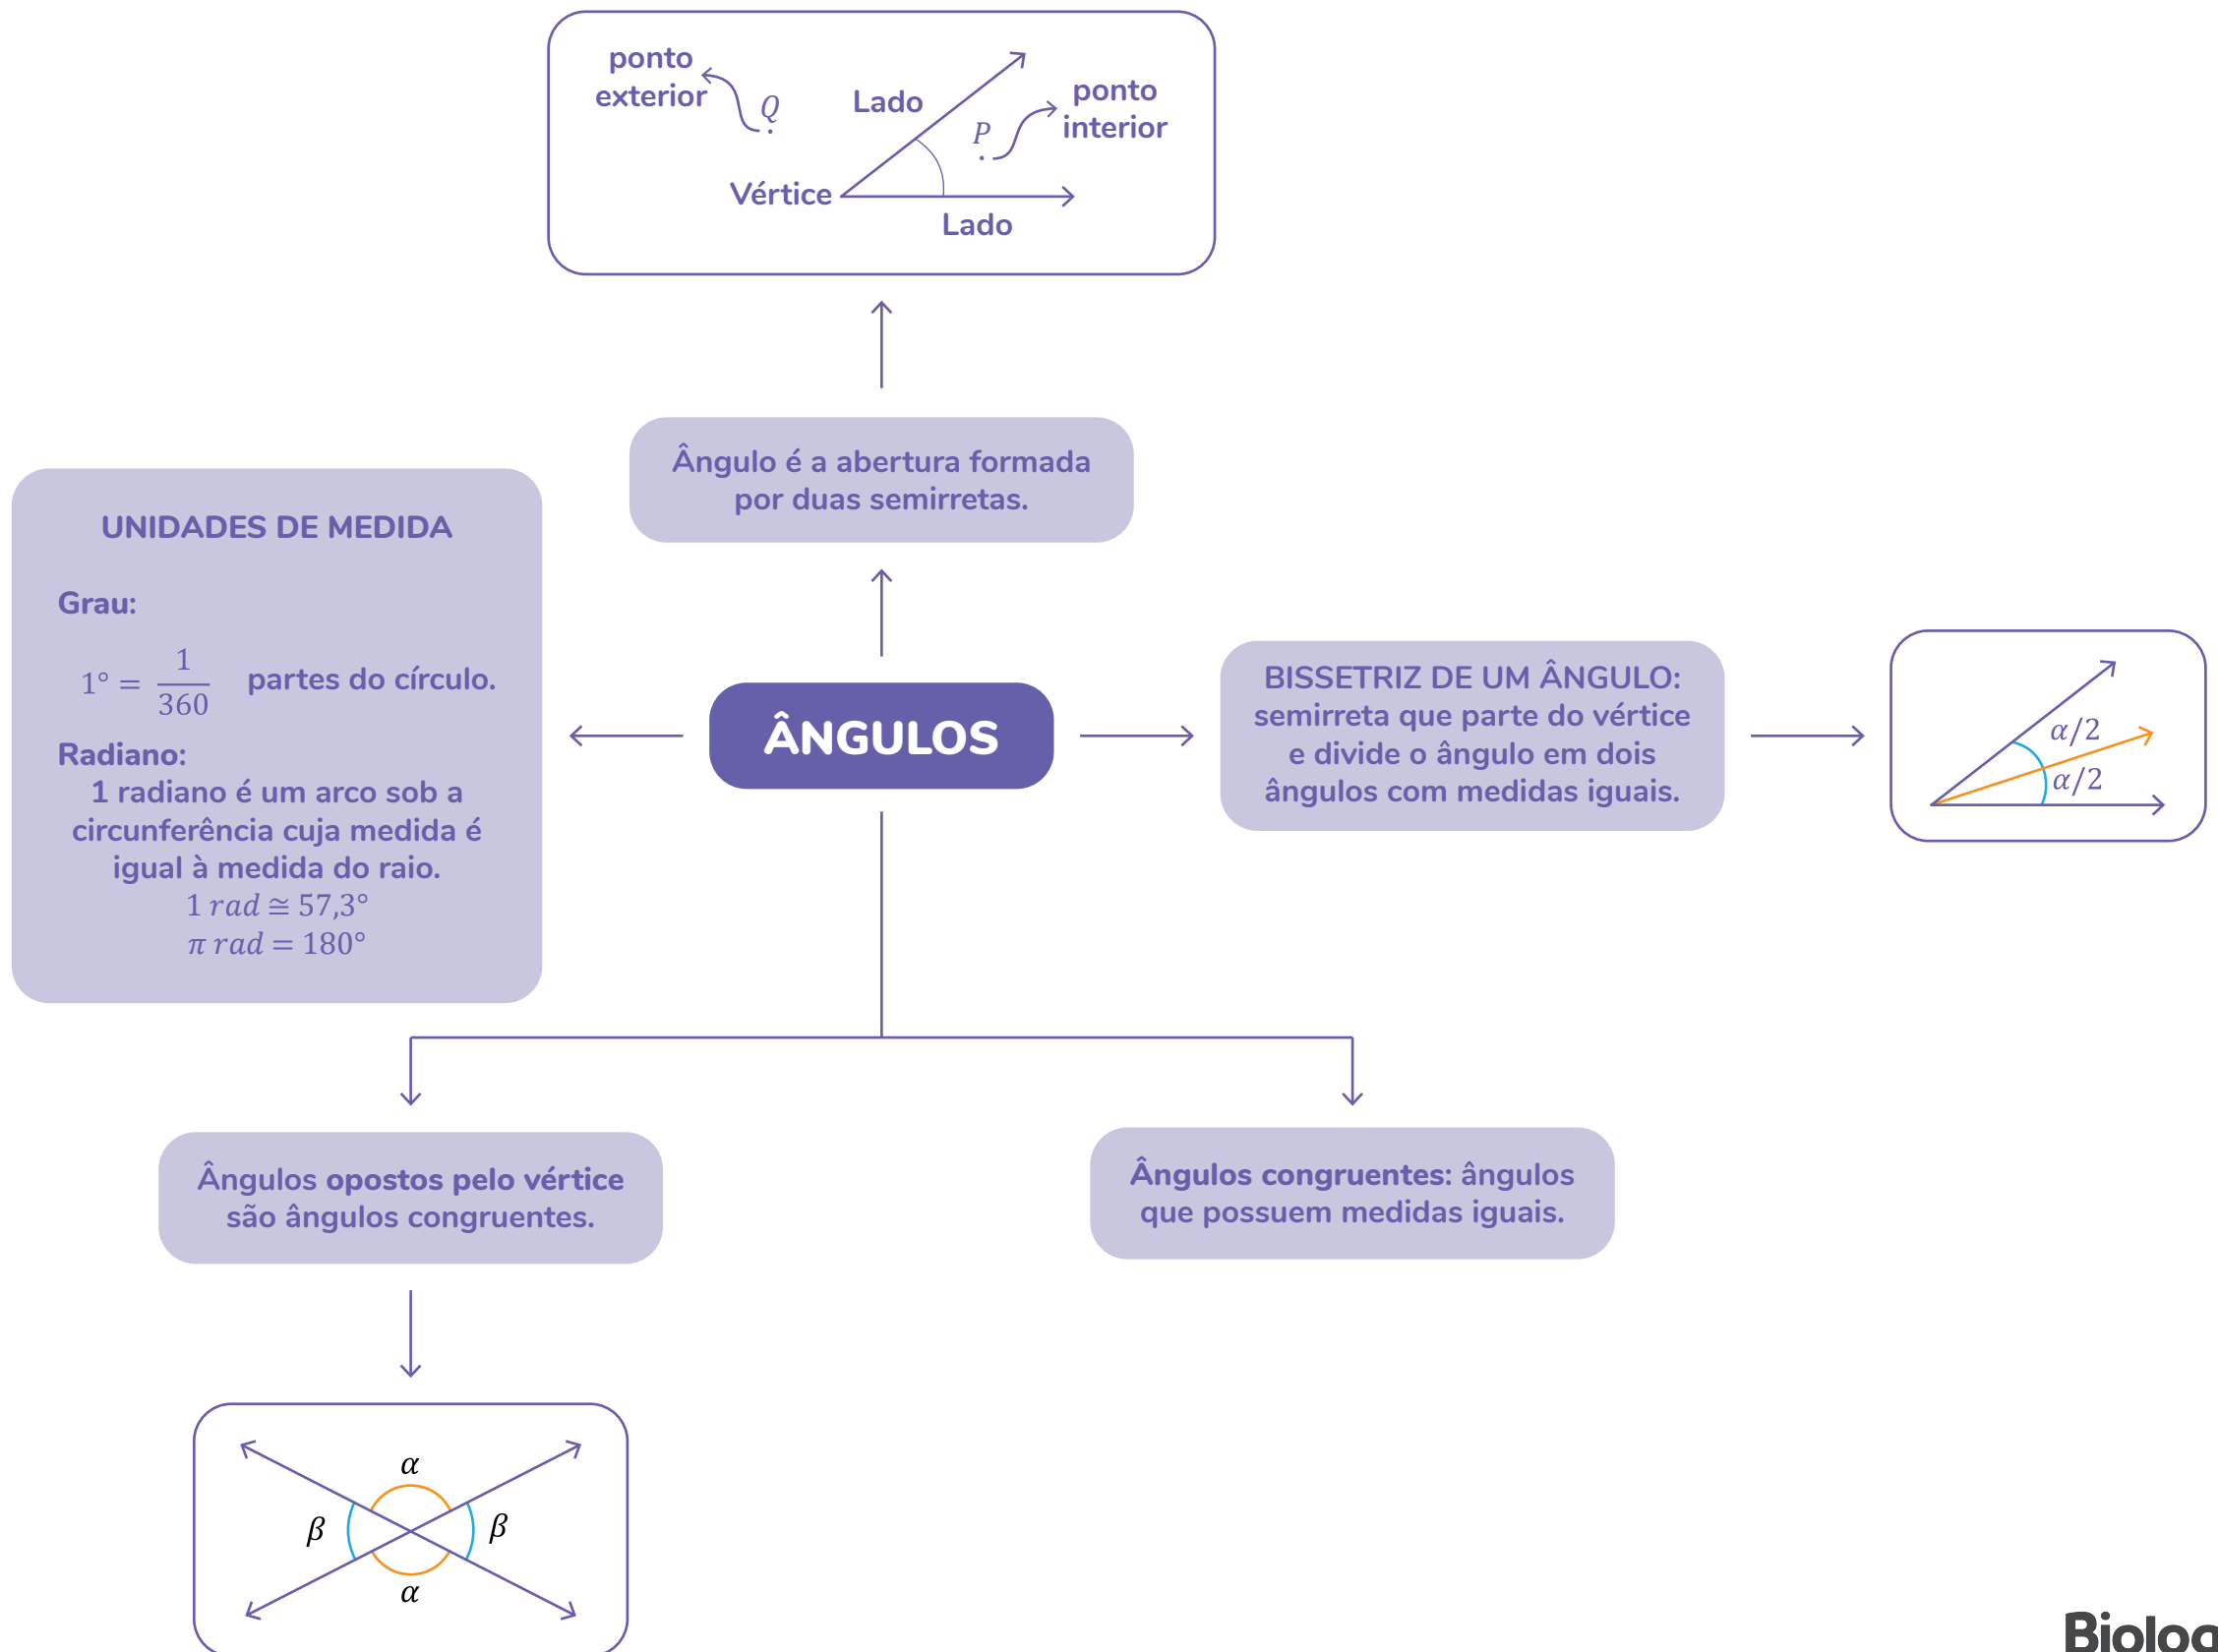 ponto
exterior
Q
Lado
P
ponto
interior
Vértice
Lado
Ângulo é a abertura formada
por duas semirretas.
UNIDADES DE MEDIDA
Grau:
1° = 1/360 partes do círculo.
Radiano:
1 radiano é um arco sob a
circunferência cuja medida é
igual à medida do raio.
1 rad ≅ 57,3°
π rad = 180°
ÂNGULOS
BISSETRIZ DE UM ÂNGULO:
semirreta que parte do vértice
e divide o ângulo em dois
ângulos com medidas iguais.
α/2
α/2
Ângulos opostos pelo vértice
são ângulos congruentes.
Ângulos congruentes: ângulos
que possuem medidas iguais.
α
β
β
α